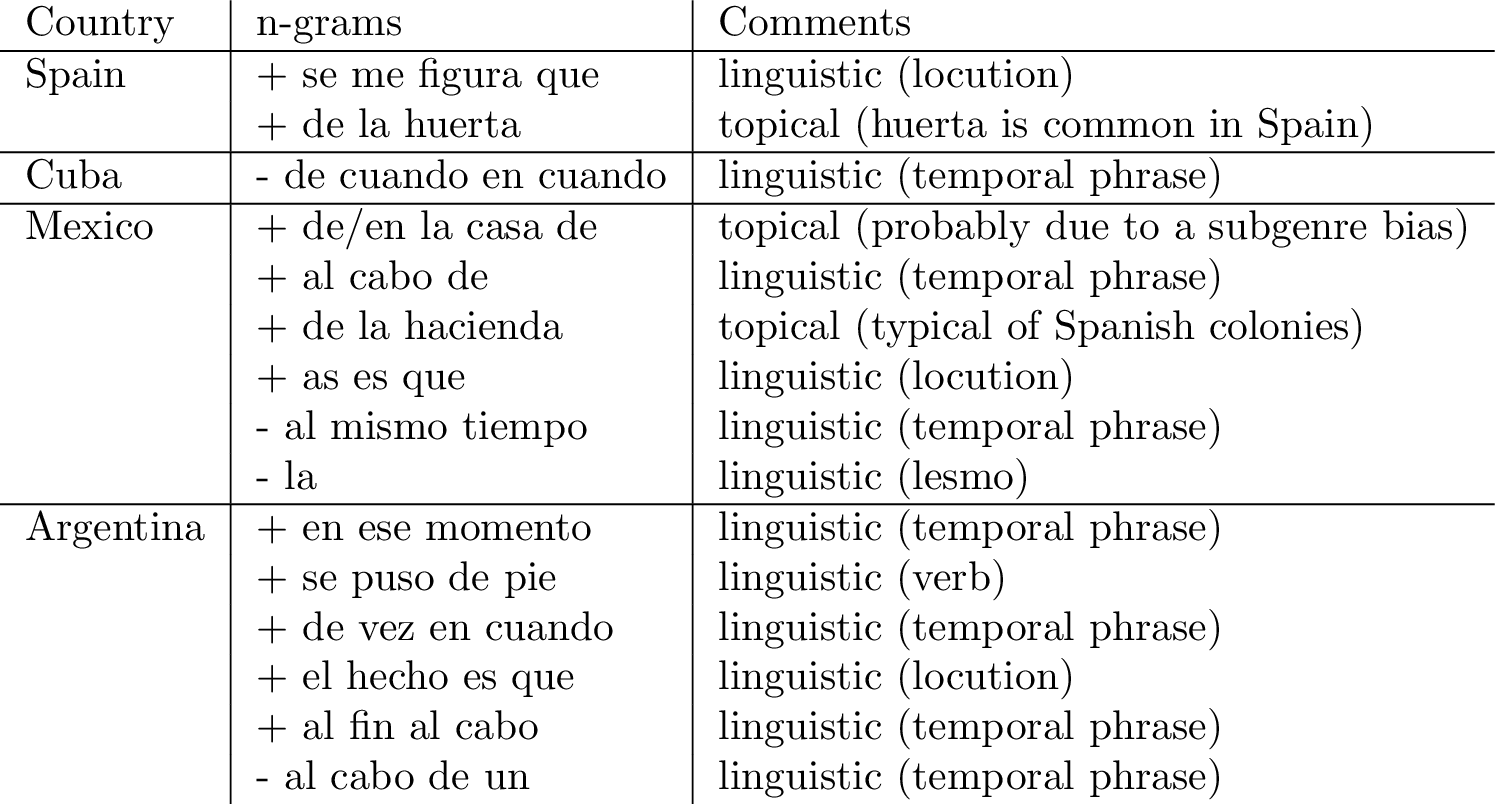 Country n-grams Comments
Spain + se me figura que linguistic (locution)
+ de la huerta topical (huerta is common in Spain)
Cuba - de cuando en cuando linguistic (temporal phrase)
Mexico + de/en la casa de topical (probably due to a subgenre bias)
+ al cabo de linguistic (temporal phrase)
+ de la hacienda topical (typical of Spanish colonies)
+ as es que linguistic (locution)
- al mismo tiempo linguistic (temporal phrase)
- la linguistic (lesmo)
Argentina + en ese momento linguistic (temporal phrase)
+ se puso de pie linguistic (verb)
+ de vez en cuando linguistic (temporal phrase)
+ el hecho es que linguistic (locution)
+ al fin al cabo linguistic (temporal phrase)
- al cabo de un linguistic (temporal phrase)